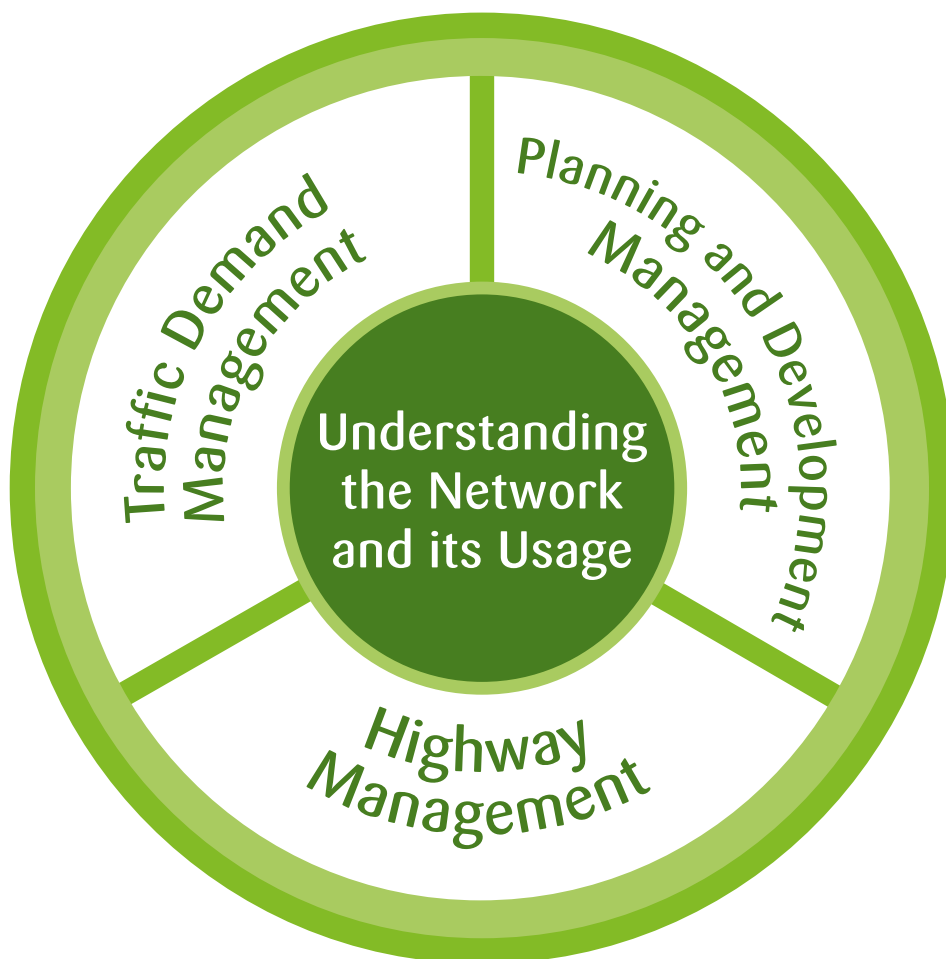 Traffic Demand
Management
Planning and Development
Management
Understanding
the Network
and its Usage
Highway
Management